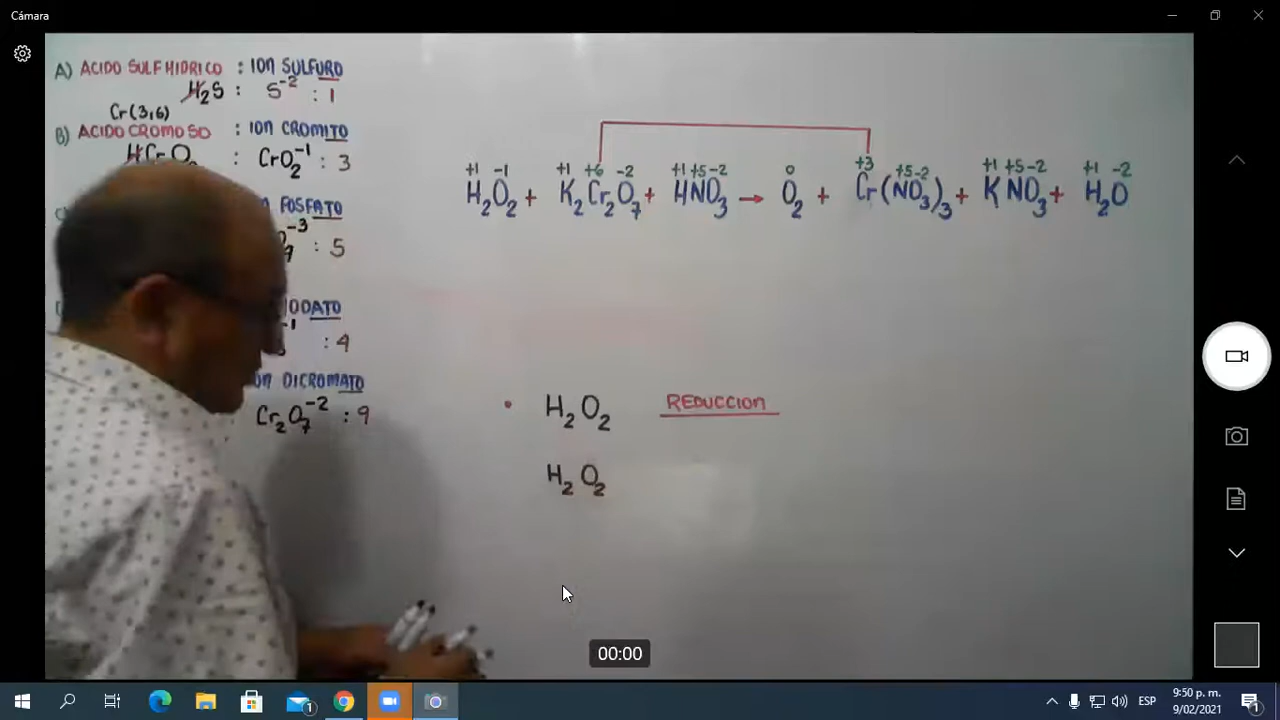 Cámara
A) ACIDO SULFHIDRICO : ION SULFURO
H₂S : S⁻² : 1
Cr(3,6)
B) ACIDO CROMOSO : ION CROMITO
HCrO₂ : CrO₂⁻¹ : 3
FOSFATO
⁻³ : 5
ODATO
⁻¹
: 4
ION DICROMATO
Cr₂O₇⁻² : 9
+1 -1 +1 +6 -2 +1 +5 -2 0 +3 +5 -2 +1 +5 -2 +1 -2
H₂O₂ + K₂Cr₂O₇ + HNO₃ → O₂ + Cr(NO₃)₃ + KNO₃ + H₂O
• H₂O₂ REDUCCION
H₂O₂
00:00
1
ESP
9:50 p. m.
9/02/2021
1